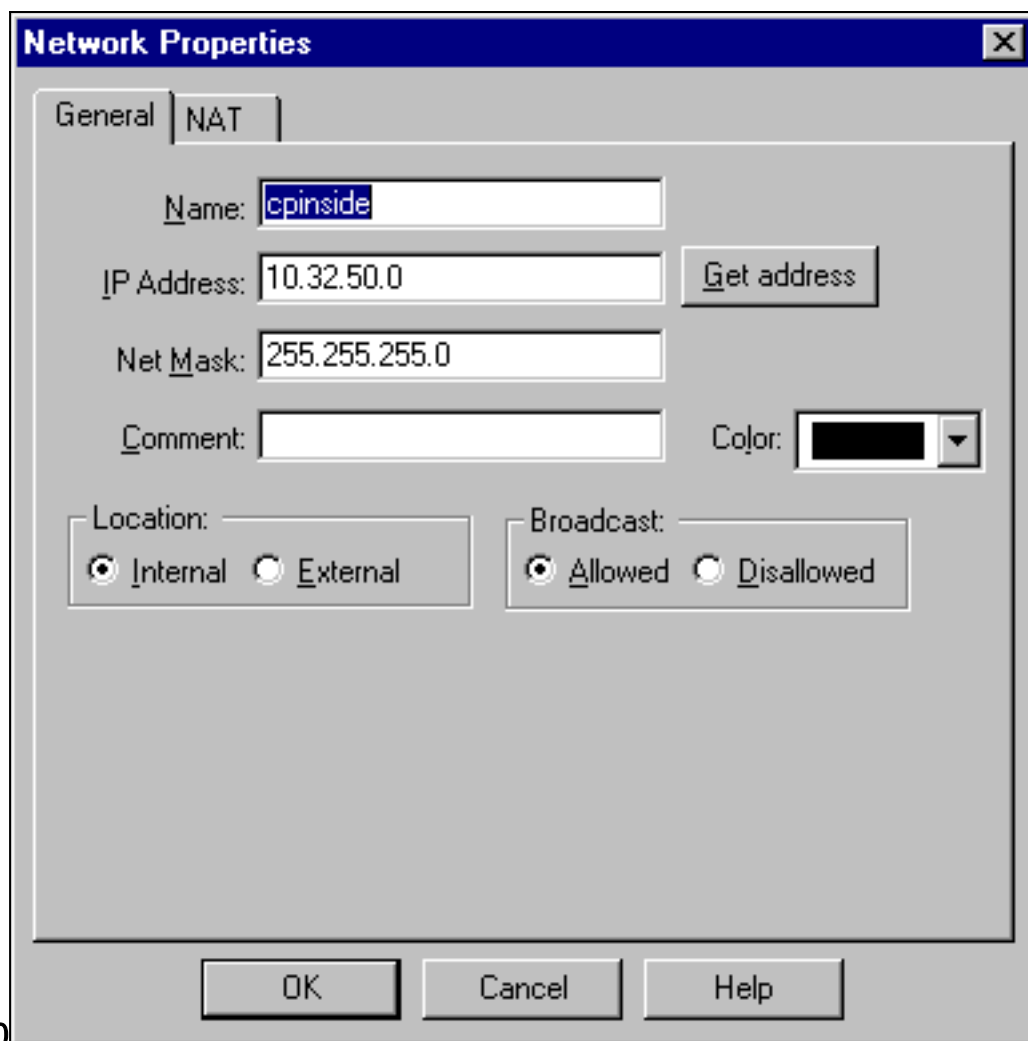 Network Properties
General NAT
Name: cpinside
IP Address: 10.32.50.0 Get address
Net Mask: 255.255.255.0
Comment: Color:
Location: Broadcast:
Internal External Allowed Disallowed
OK Cancel Help